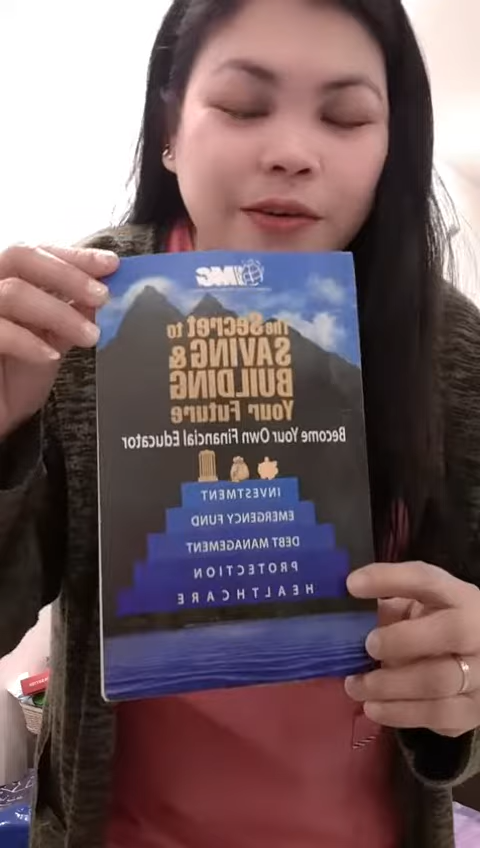 IMG
The Secret to
SAVING &
BUILDING
Your Future
Become Your Own Financial Educator
INVESTMENT
EMERGENCY FUND
DEBT MANAGEMENT
PROTECTION
HEALTHCARE